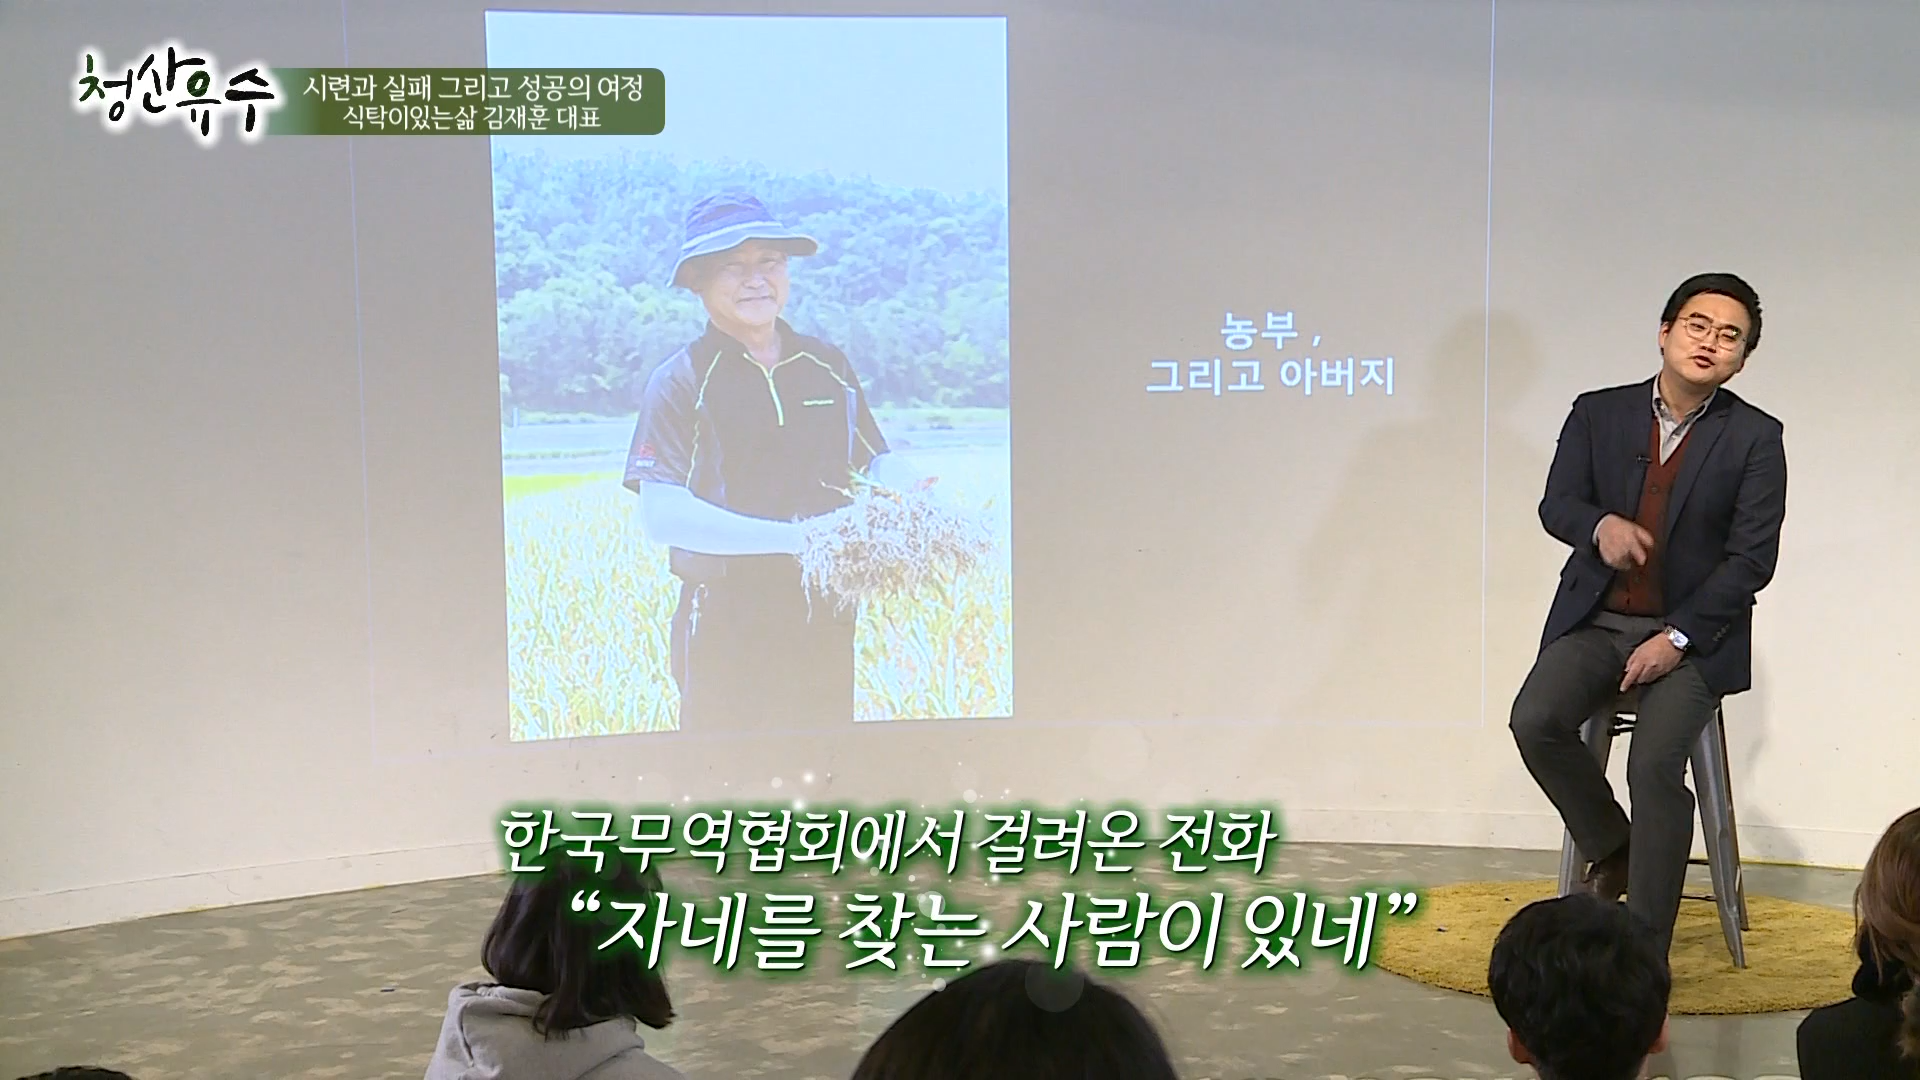 청산유수
시련과 실패 그리고 성공의 여정
식탁이있는삶 김재훈 대표
농부 ,
그리고 아버지
한국무역협회에서 걸려온 전화
“자네를 찾는 사람이 있네”